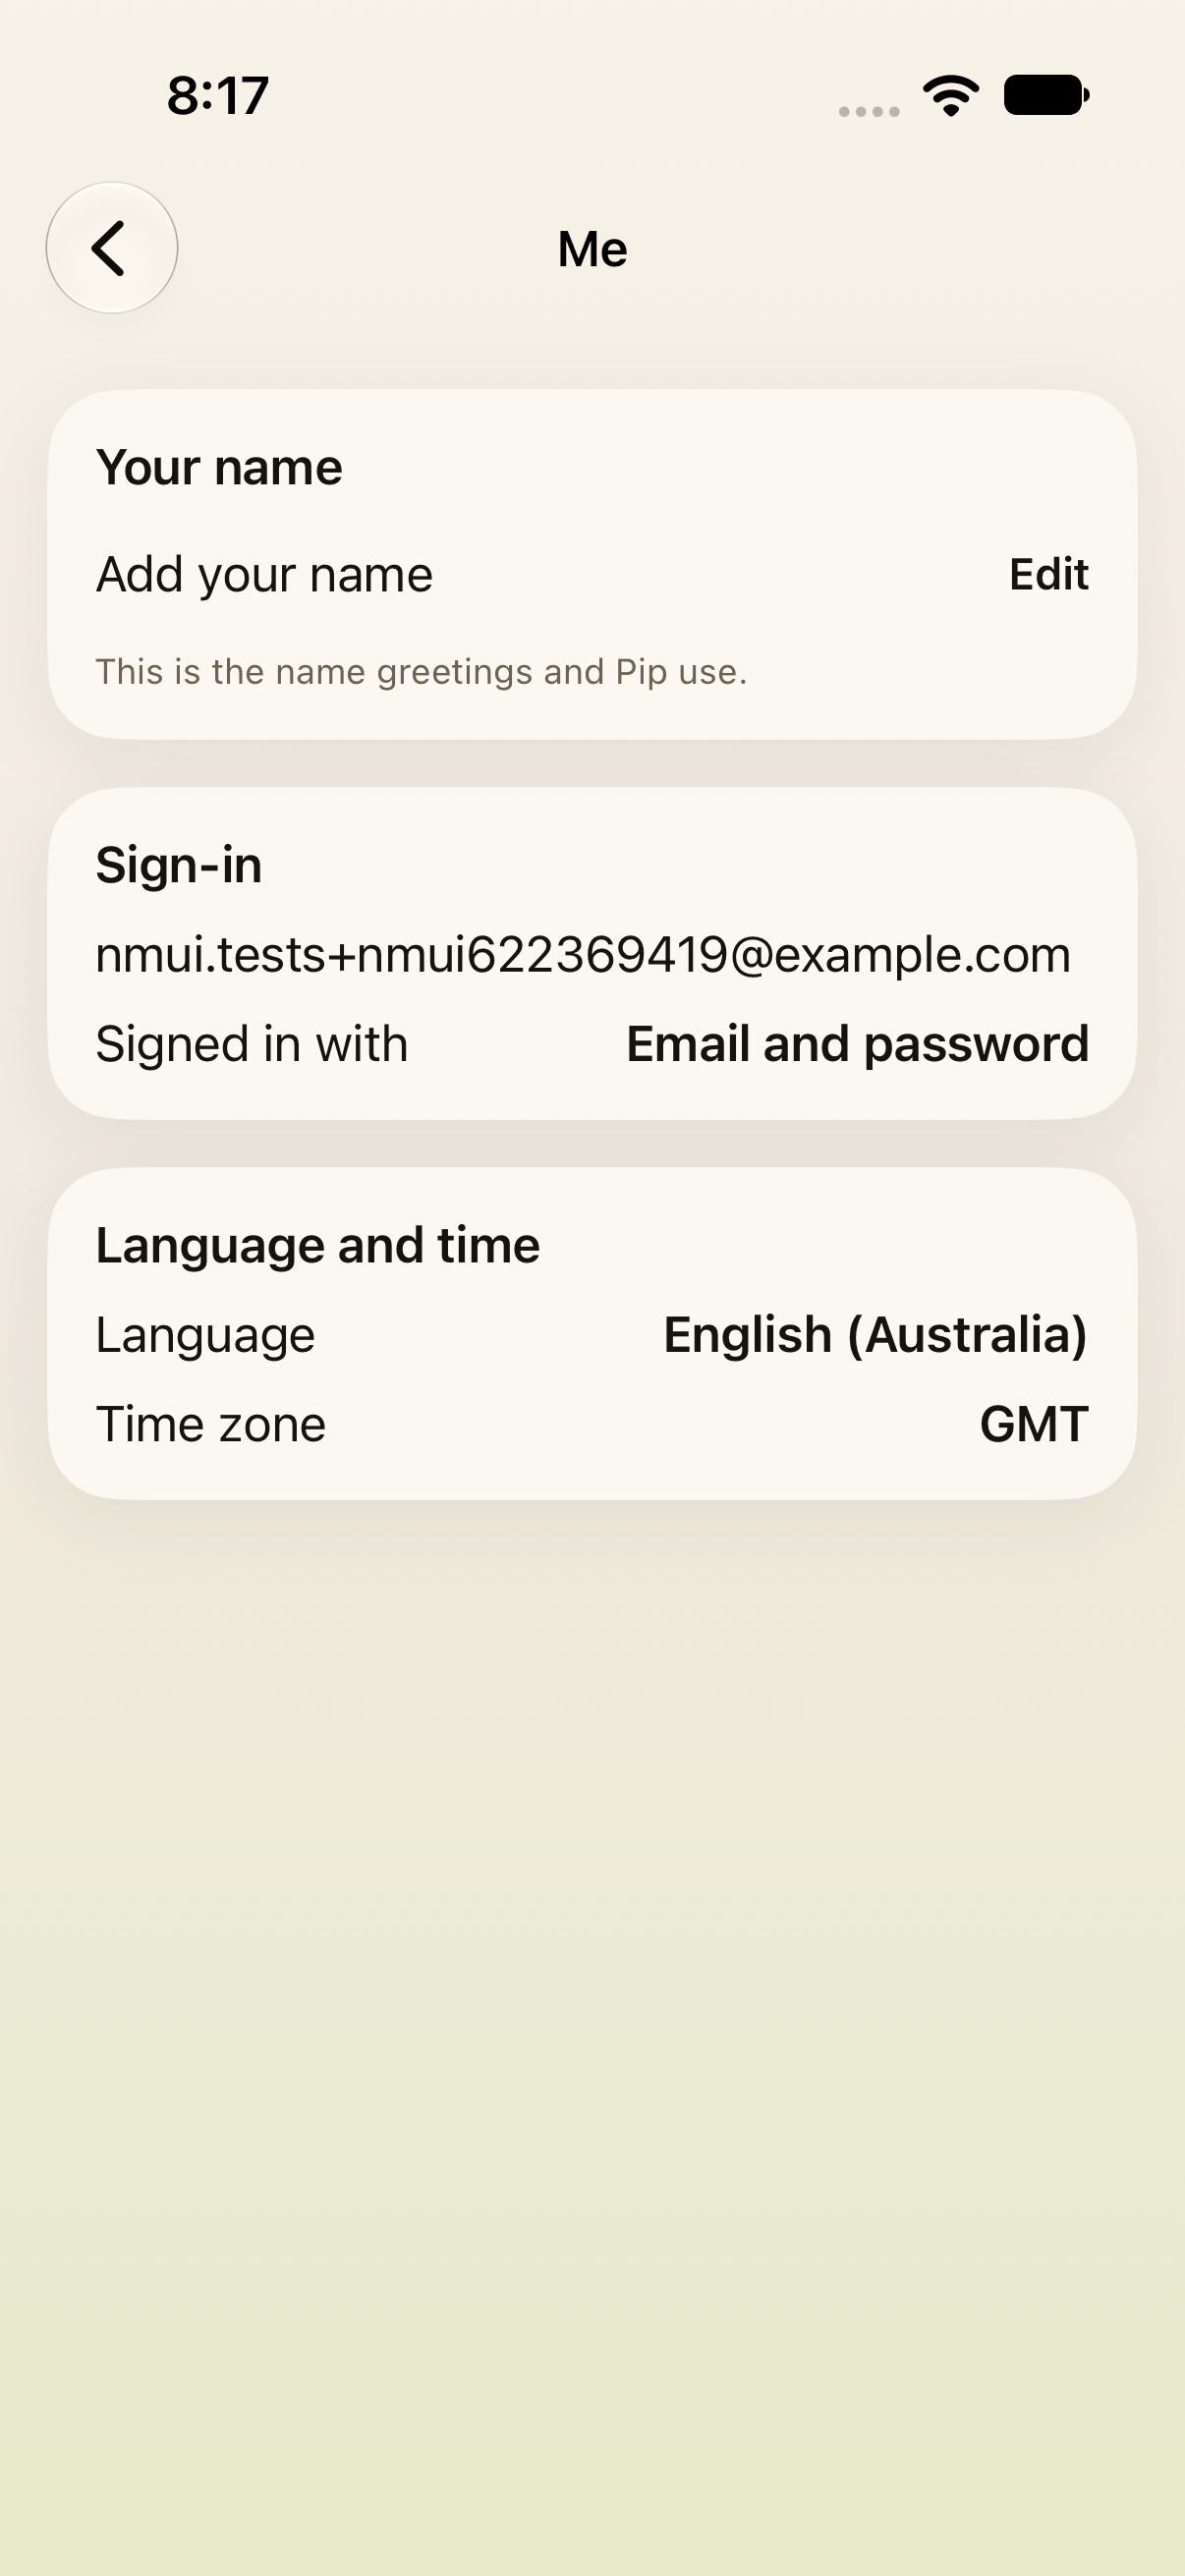 8:17
Me
Your name
Add your name Edit
This is the name greetings and Pip use.
Sign-in
nmui.tests+nmui622369419@example.com
Signed in with Email and password
Language and time
Language English (Australia)
Time zone GMT